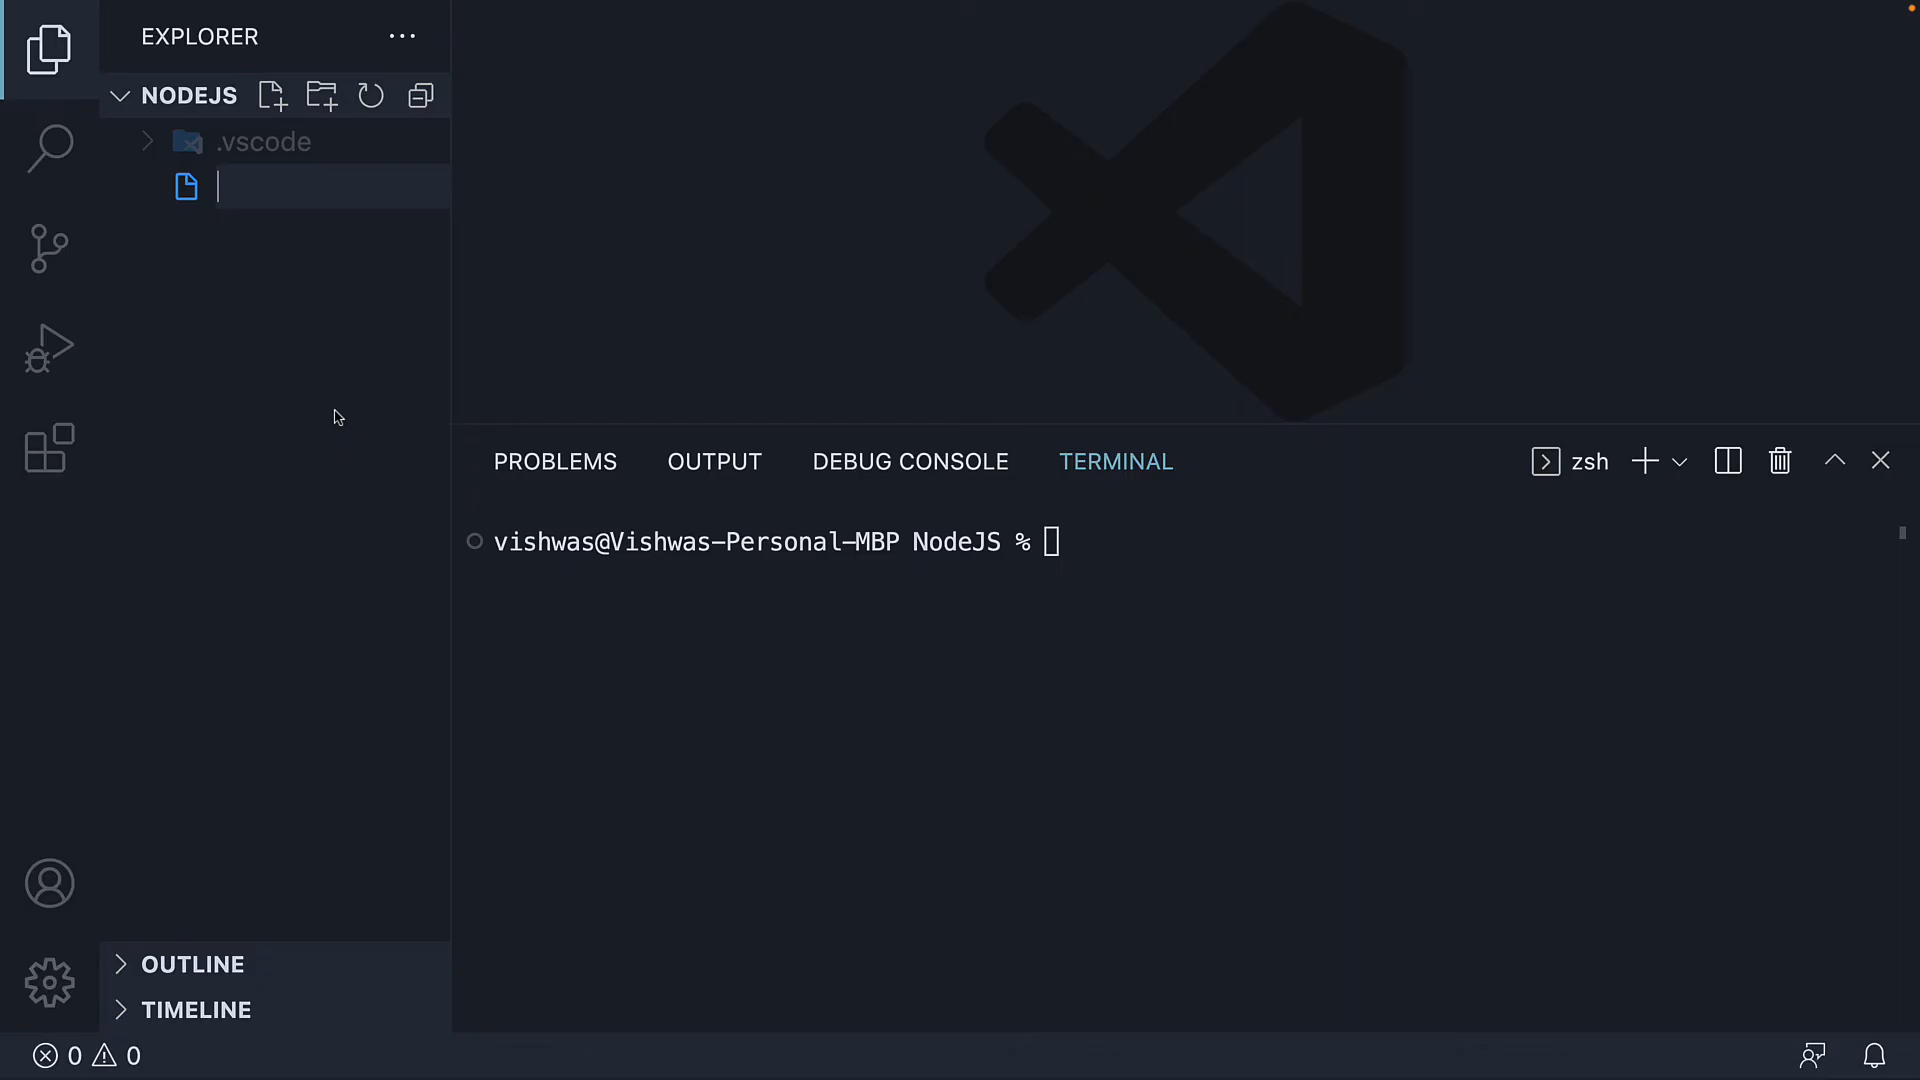 EXPLORER
NODEJS
.vscode
PROBLEMS OUTPUT DEBUG CONSOLE TERMINAL zsh
vishwas@Vishwas-Personal-MBP NodeJS %
OUTLINE
TIMELINE
0 0